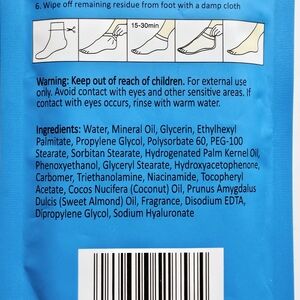 6. Wipe off remaining residue from foot with a damp cloth
15-30min
Warning: Keep out of reach of children. For external use
only. Avoid contact with eyes and other sensitive areas. If
contact with eyes occurs, rinse with warm water.
Ingredients: Water, Mineral Oil, Glycerin, Ethylhexyl
Palmitate, Propylene Glycol, Polysorbate 60, PEG-100
Stearate, Sorbitan Stearate, Hydrogenated Palm Kernel Oil,
Phenoxyethanol, Glyceryl Stearate, Hydroxyacetophenone,
Carbomer, Triethanolamine, Niacinamide, Tocopheryl
Acetate, Cocos Nucifera (Coconut) Oil, Prunus Amygdalus
Dulcis (Sweet Almond) Oil, Fragrance, Disodium EDTA,
Dipropylene Glycol, Sodium Hyaluronate